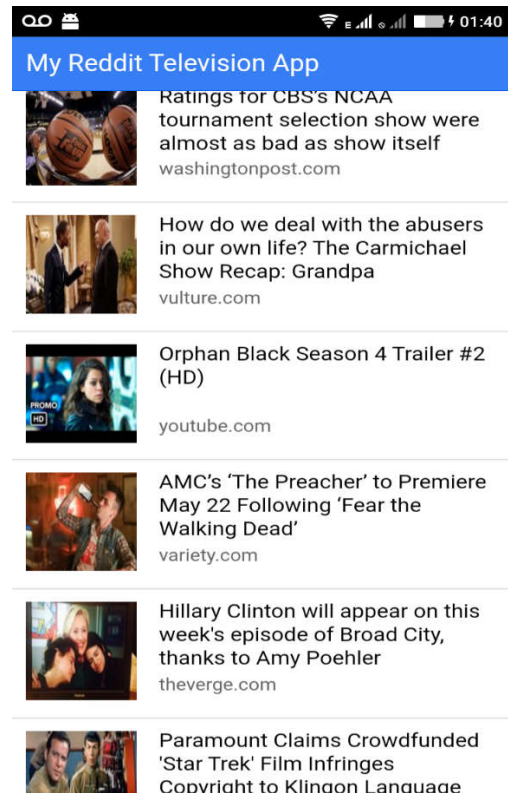 E
01:40
My Reddit Television App
Ratings for CBS's NCAA
tournament selection show were
almost as bad as show itself
washingtonpost.com
How do we deal with the abusers
in our own life? The Carmichael
Show Recap: Grandpa
vulture.com
Orphan Black Season 4 Trailer #2
(HD)
PROMO
HD
youtube.com
AMC's ‘The Preacher’ to Premiere
May 22 Following ‘Fear the
Walking Dead’
variety.com
Hillary Clinton will appear on this
week's episode of Broad City,
thanks to Amy Poehler
theverge.com
Paramount Claims Crowdfunded
'Star Trek' Film Infringes
Copyright to Klingon Language